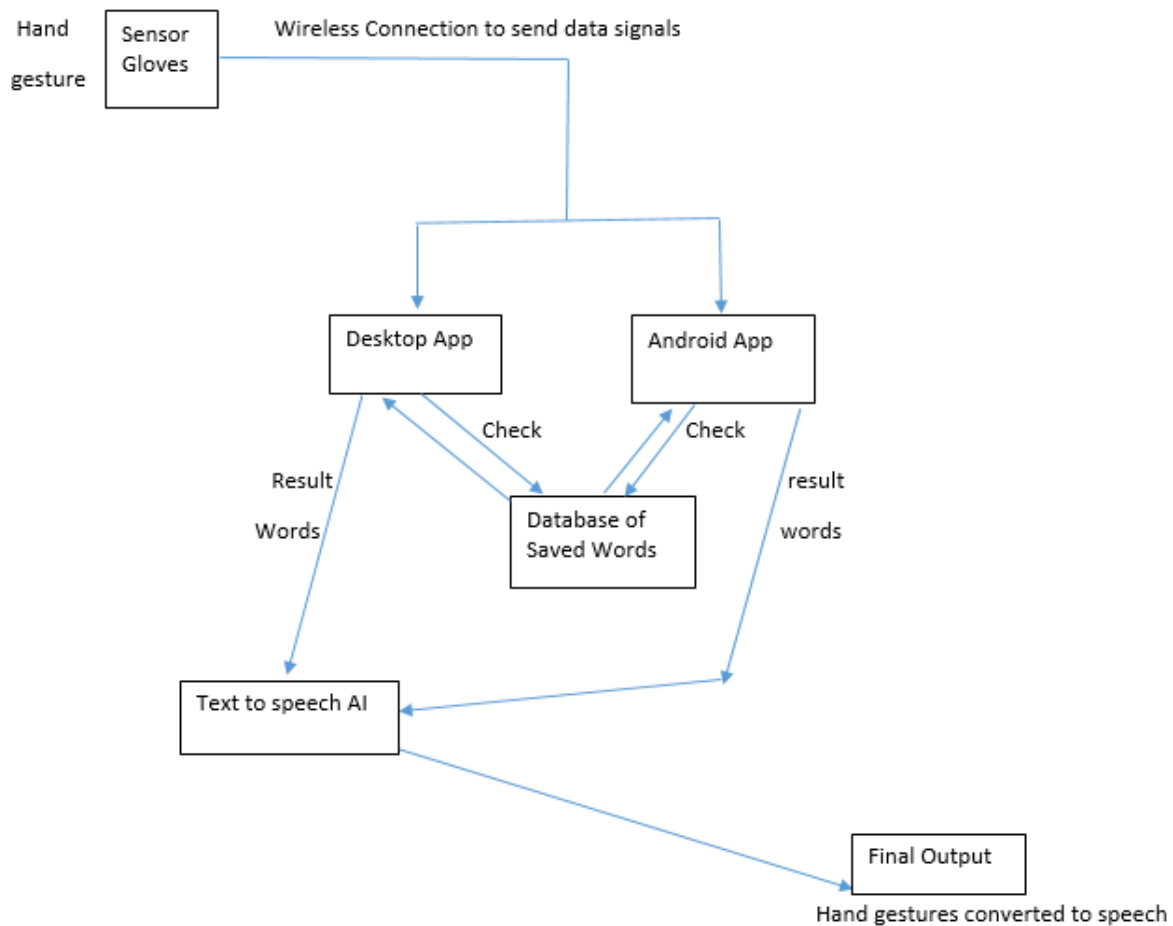 Hand
gesture
Sensor
Gloves
Wireless Connection to send data signals
Desktop App
Android App
Check
Check
Result
Words
Database of
Saved Words
result
words
Text to speech AI
Final Output
Hand gestures converted to speech